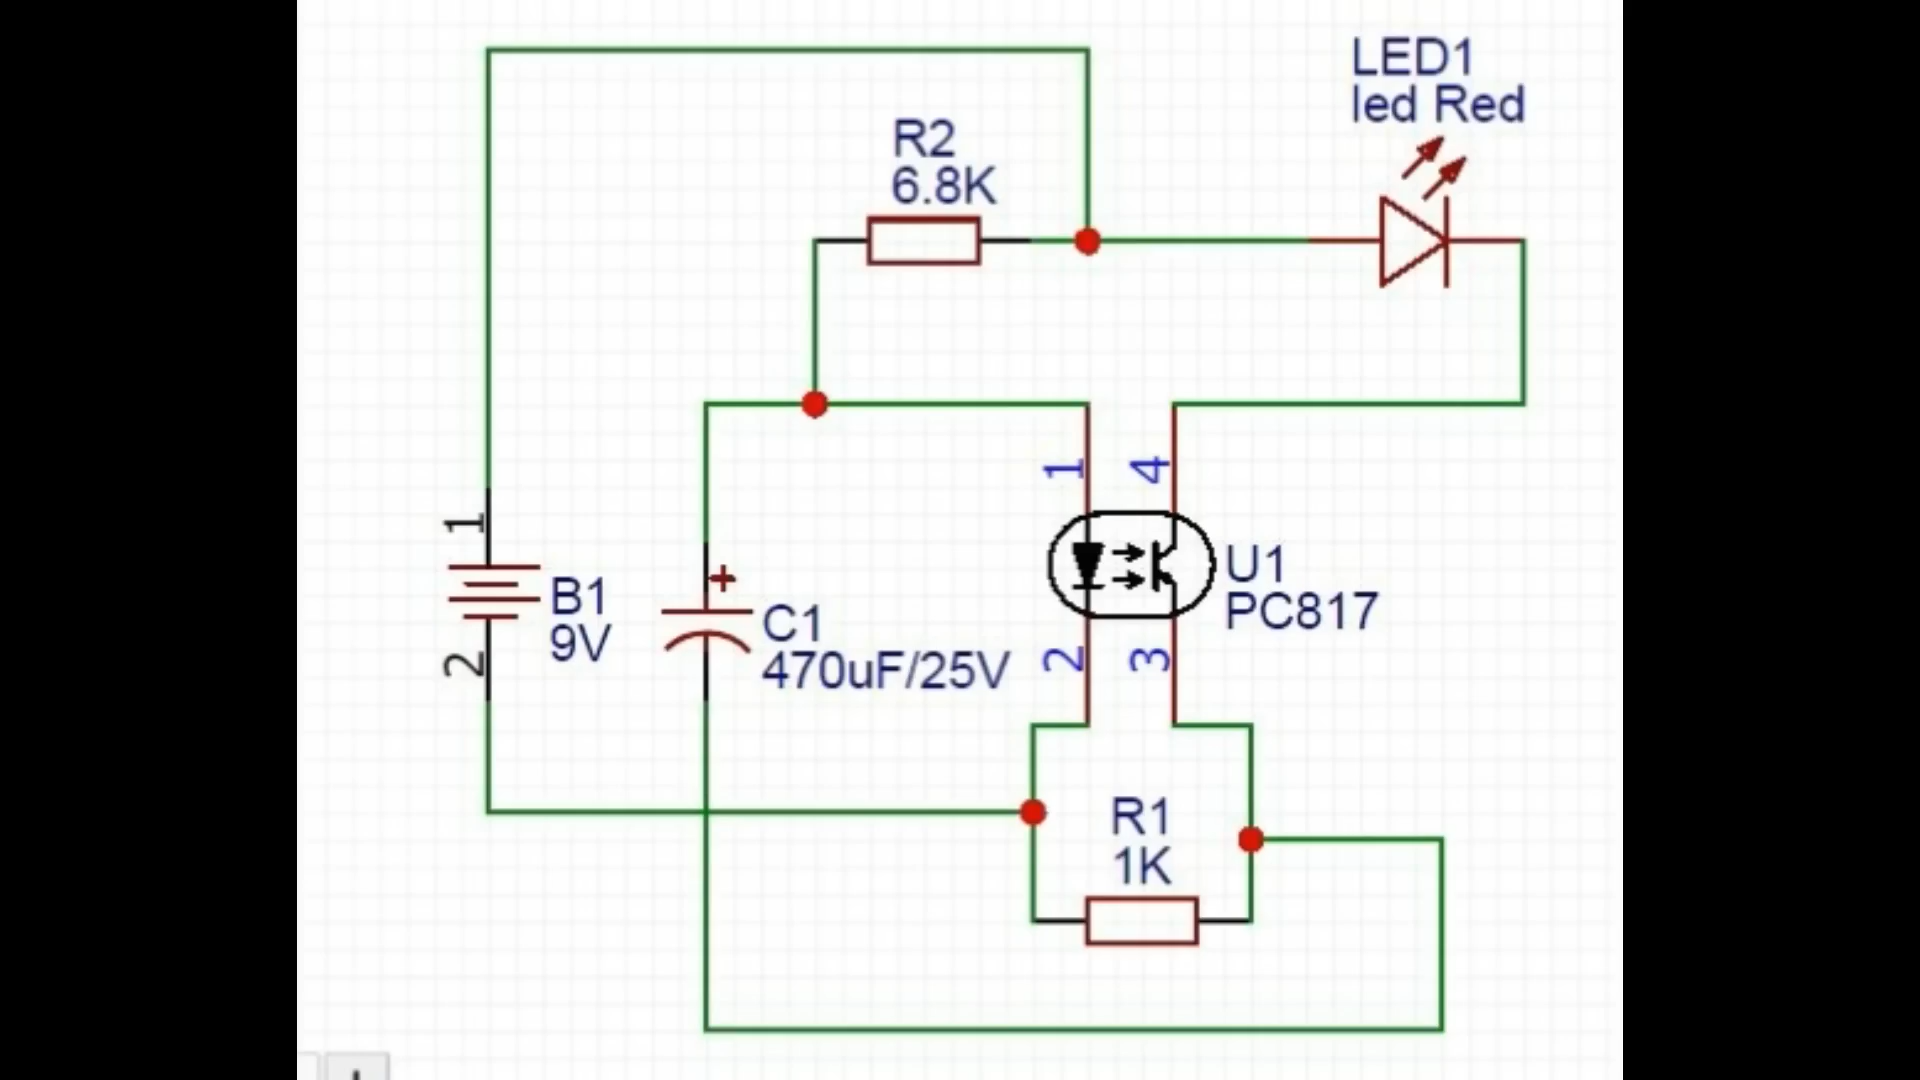 LED1
led Red
R2
6.8K
1
4
1
B1
9V
2
C1
470uF/25V
U1
PC817
2
3
R1
1K